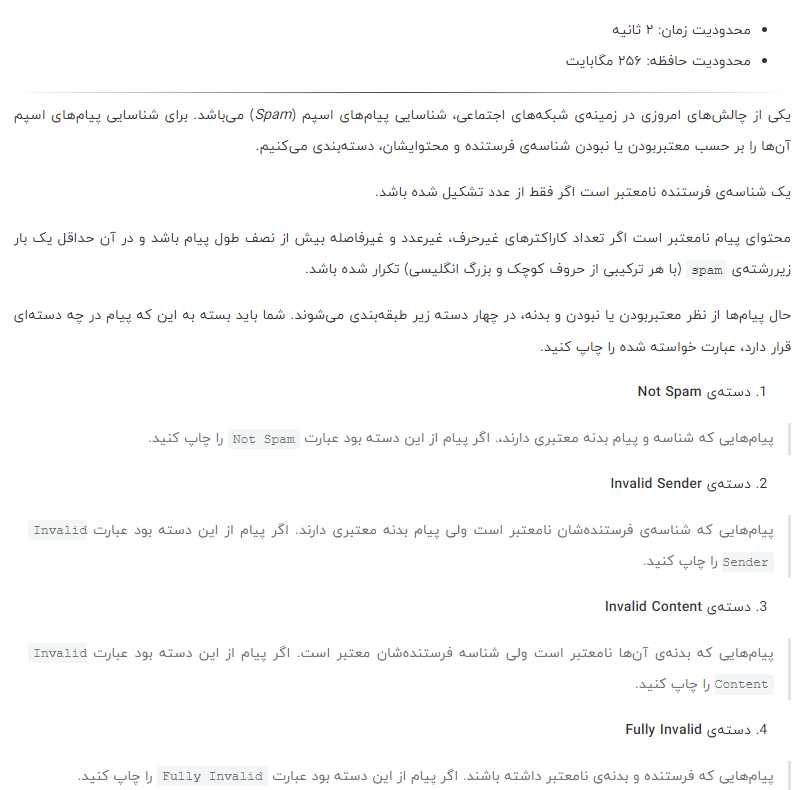 محدودیت زمان: ۲ ثانیه
محدودیت حافظه: ۲۵۶ مگابایت
یکی از چالش‌های امروزی در زمینه‌ی شبکه‌های اجتماعی، شناسایی پیام‌های اسپم (Spam) می‌باشد. برای شناسایی پیام‌های اسپم
آن‌ها را بر حسب معتبربودن یا نبودن شناسه‌ی فرستنده و محتوایشان، دسته‌بندی می‌کنیم.
یک شناسه‌ی فرستنده نامعتبر است اگر فقط از عدد تشکیل شده باشد.
محتوای پیام نامعتبر است اگر تعداد کاراکترهای غیرحرف، غیرعدد و غیرفاصله بیش از نصف طول پیام باشد و در آن حداقل یک بار
زیررشته‌ی spam (با هر ترکیبی از حروف کوچک و بزرگ انگلیسی) تکرار شده باشد.
حال پیام‌ها از نظر معتبربودن یا نبودن و بدنه، در چهار دسته زیر طبقه‌بندی می‌شوند. شما باید بسته به این که پیام در چه دسته‌ای
قرار دارد، عبارت خواسته شده را چاپ کنید.
1. دسته‌ی Not Spam
پیام‌هایی که شناسه و پیام بدنه معتبری دارند،. اگر پیام از این دسته بود عبارت Not Spam را چاپ کنید.
2. دسته‌ی Invalid Sender
پیام‌هایی که شناسه‌ی فرستنده‌شان نامعتبر است ولی پیام بدنه معتبری دارند. اگر پیام از این دسته بود عبارت Invalid
Sender را چاپ کنید.
3. دسته‌ی Invalid Content
پیام‌هایی که بدنه‌ی آن‌ها نامعتبر است ولی شناسه فرستنده‌شان معتبر است. اگر پیام از این دسته بود عبارت Invalid
Content را چاپ کنید.
4. دسته‌ی Fully Invalid
پیام‌هایی که فرستنده و بدنه‌ی نامعتبر داشته باشند. اگر پیام از این دسته بود عبارت Fully Invalid را چاپ کنید.